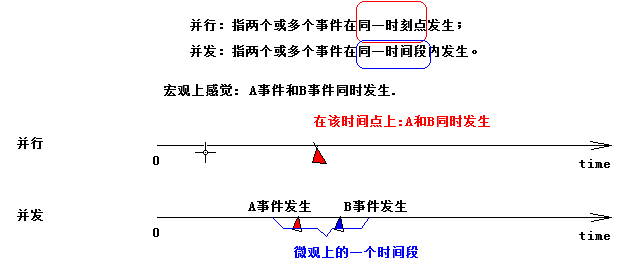 并行：指两个或多个事件在同一时刻点发生；
并发：指两个或多个事件在同一时间段内发生。
宏观上感觉：A事件和B事件同时发生.
在该时间点上:A和B同时发生
并行
0
time
A事件发生 B事件发生
并发
0
time
微观上的一个时间段